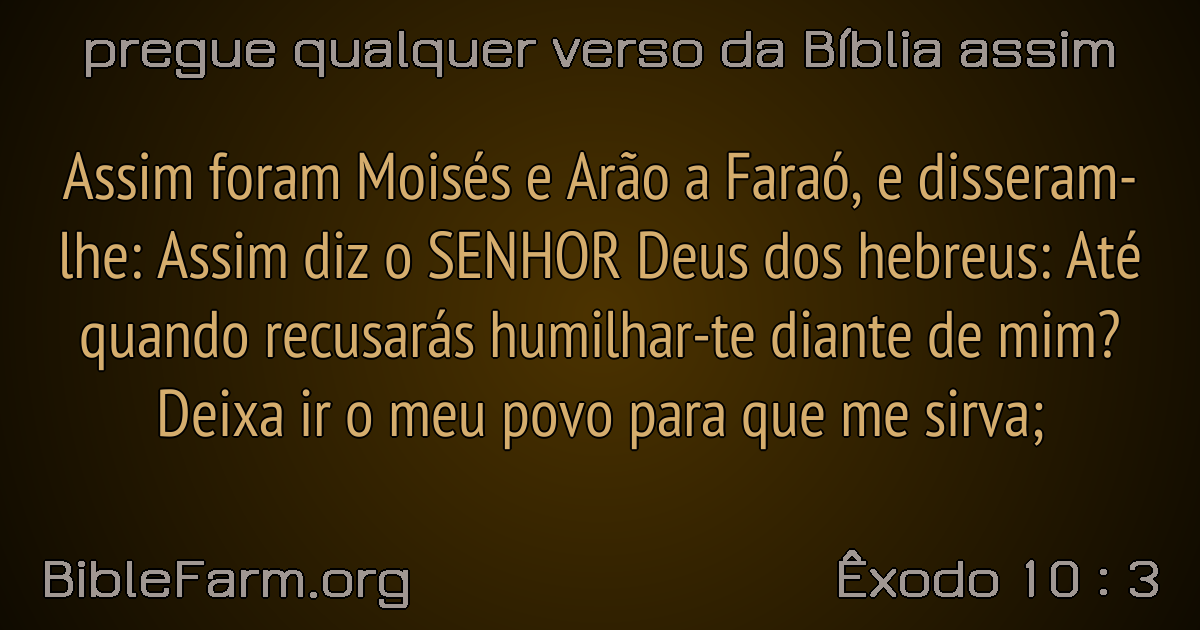 pregue qualquer verso da Bíblia assim
Assim foram Moisés e Arão a Faraó, e disseram-
lhe: Assim diz o SENHOR Deus dos hebreus: Até
quando recusarás humilhar-te diante de mim?
Deixa ir o meu povo para que me sirva;
BibleFarm.org
Êxodo 10 : 3